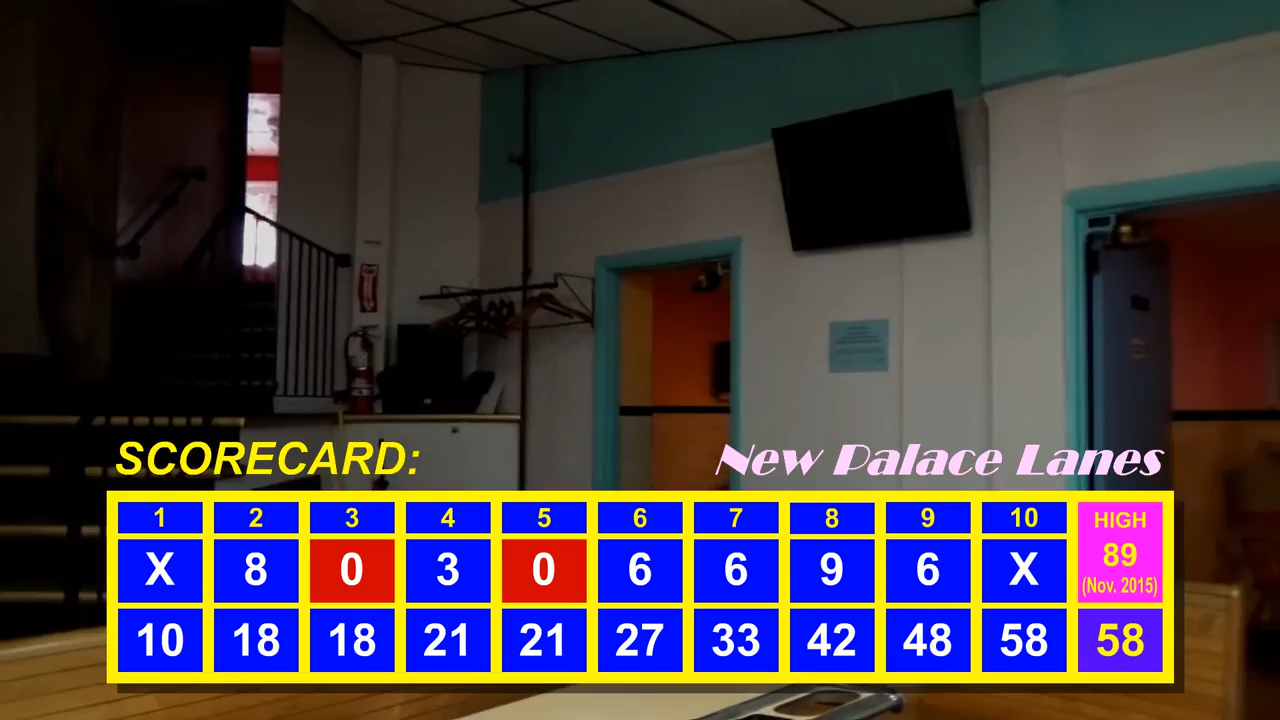 SCORECARD: New Palace Lanes
1 2 3 4 5 6 7 8 9 10 HIGH
89
X 8 0 3 0 6 6 9 6 X
(Nov. 2015)
10 18 18 21 21 27 33 42 48 58 58